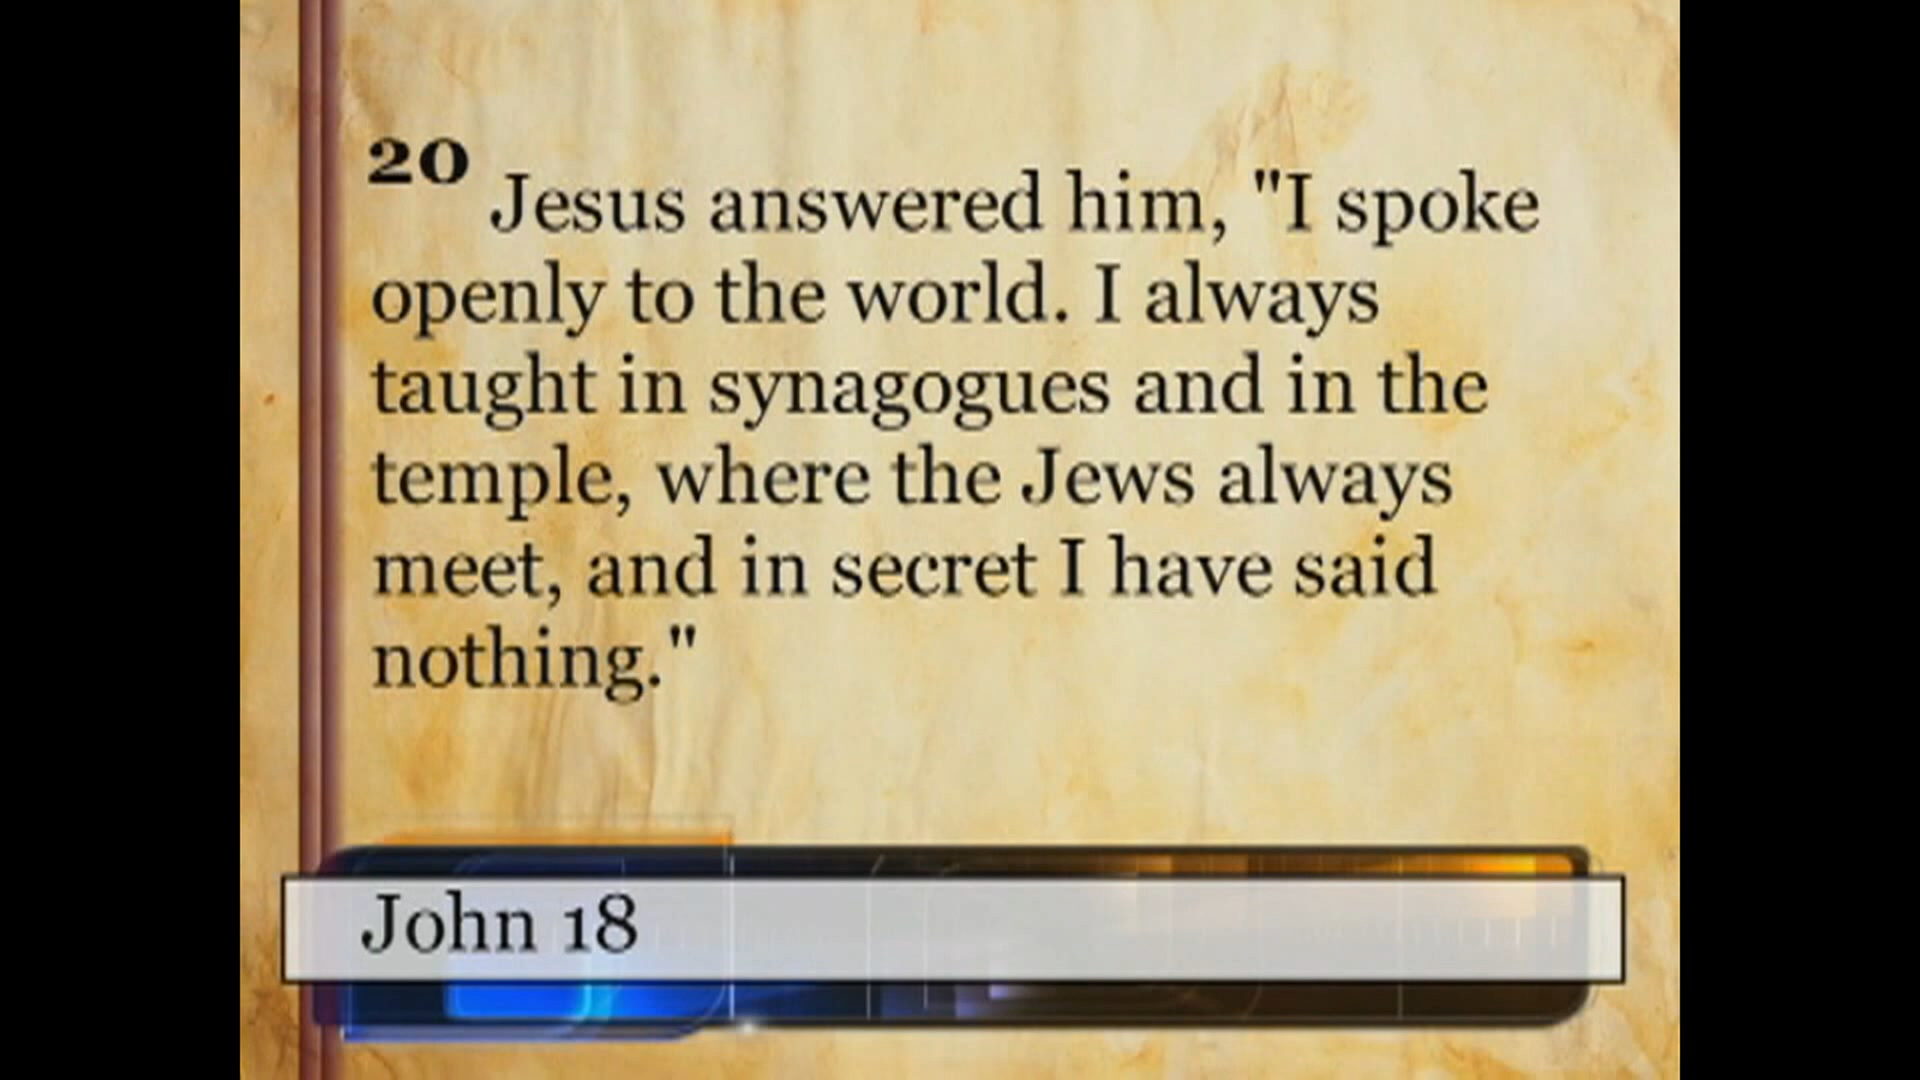 20 Jesus answered him, "I spoke
openly to the world. I always
taught in synagogues and in the
temple, where the Jews always
meet, and in secret I have said
nothing."
John 18